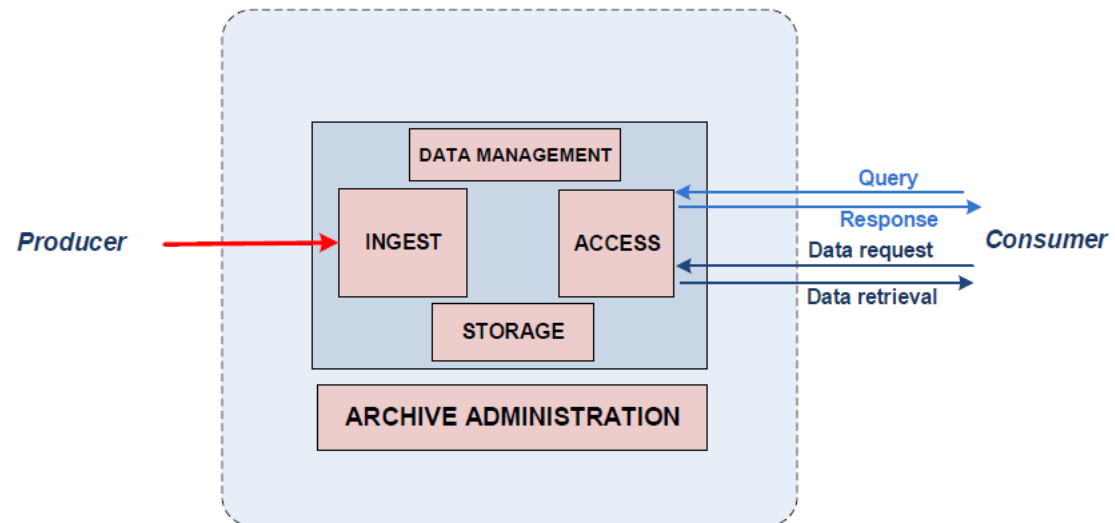 DATA MANAGEMENT
Query
INGEST
ACCESS
Response
Producer
Consumer
Data request
Data retrieval
STORAGE
ARCHIVE ADMINISTRATION